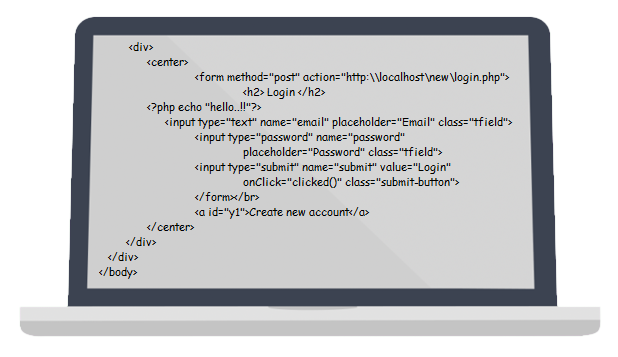 <div>
<center>
<form method="post" action="http:\\localhost\new\login.php">
<h2> Login </h2>
<?php echo "hello..!!"?>
<input type="text" name="email" placeholder="Email" class="tfield">
<input type="password" name="password"
placeholder="Password" class="tfield">
<input type="submit" name="submit" value="Login"
onClick="clicked()" class="submit-button">
</form></br>
<a id="y1">Create new account</a>
</center>
</div>
</div>
</body>